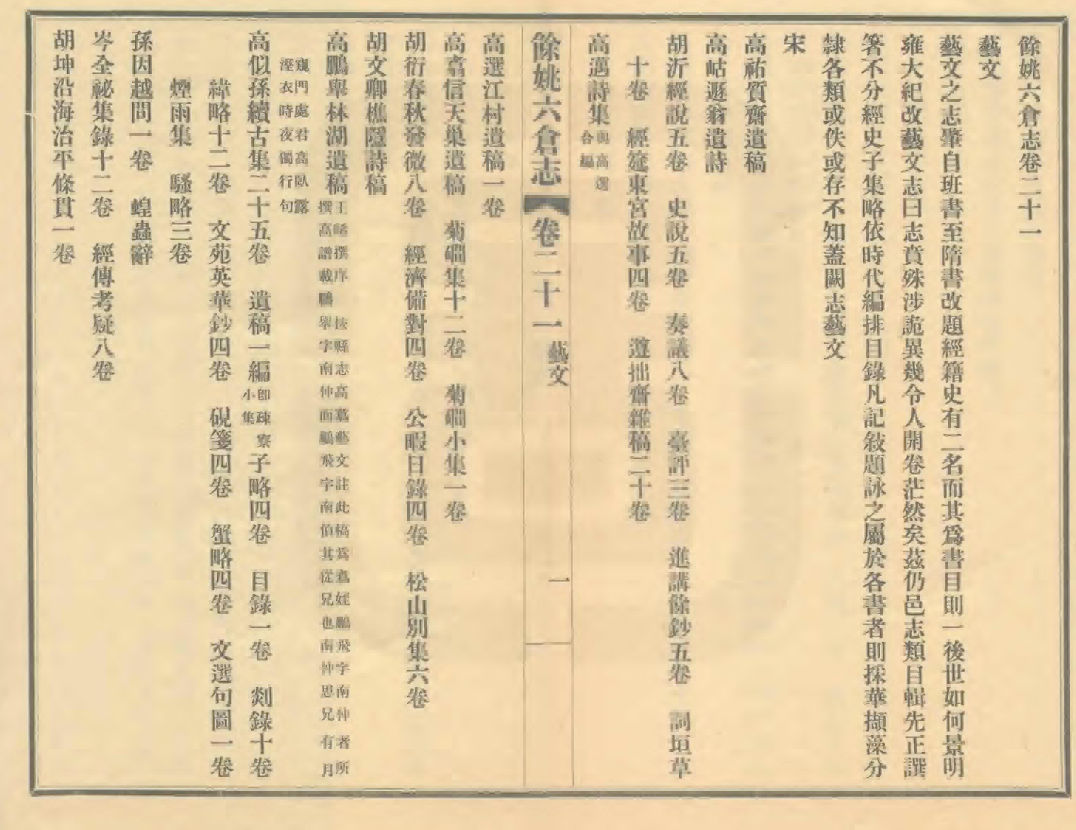 餘姚六倉志卷二十一
藝文
藝文之志肇自班書至隋書改題經籍史有二名而其爲書目則一後世如何景明
雍大紀改藝文志曰志賁殊涉詭異幾令人開卷茫然矣茲仍邑志類目輯先正譔
箸不分經史子集略依時代編排目錄凡記敍題詠之屬於各書者則採華擷藻分
隸各類或佚或存不知蓋闕志藝文
宋
高祐質齋遺稿
高岵遯翁遺詩
胡沂經說五卷 史說五卷 奏議八卷 臺評三卷 進講餘鈔五卷 詞垣草
十卷 經筵東宮故事四卷 遵拙齋雜稿二十卷
高邁詩集與高選合編
餘姚六倉志 卷二十一 藝文 一
高選江村遺稿一卷
高翥信天巢遺稿 菊磵集十二卷 菊磵小集一卷
胡衍春秋發微八卷 經濟備對四卷 公暇日錄四卷 松山別集六卷
胡文卿樵隱詩稿
高鵬舉林湖遺稿王 撰序 縣志高翥藝文註此稿爲翥姪鵬飛字南仲者所
撰高譜載鵬舉字南仲而鵬飛字南 其從兄也南仲思兄有月
窺門處君高臥露
溼衣時夜獨行句
高似孫續古集二十五卷 遺稿一編卽疎寮小集 子略四卷 目錄一卷 剡錄十卷
緯略十二卷 文苑英華鈔四卷 硯箋四卷 蟹略四卷 文選句圖一卷
煙雨集 騷略三卷
孫因越問一卷 蝗蟲辭
岑全祕集錄十二卷 經傳考疑八卷
胡坤沿海治平條貫一卷